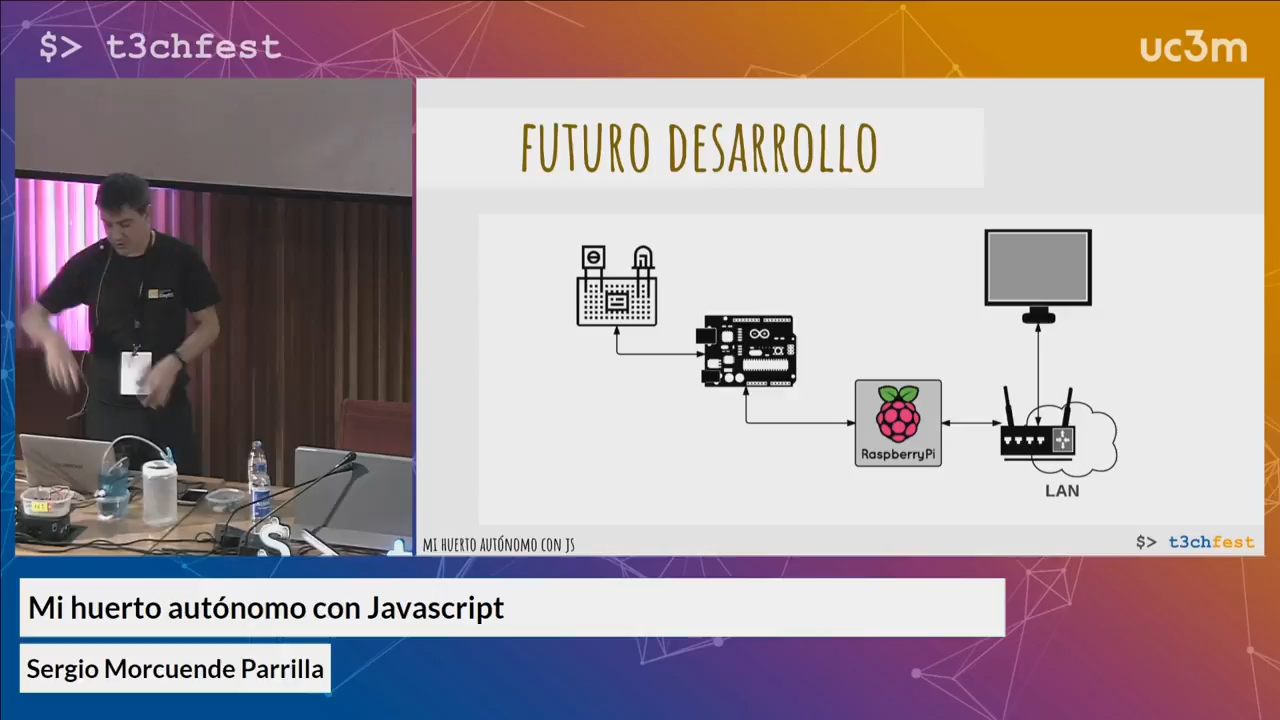 $> t3chfest
uc3m
FUTURO DESARROLLO
RaspberryPi
LAN
MI HUERTO AUTÓNOMO CON JS
$> t3chfest
Mi huerto autónomo con Javascript
Sergio Morcuende Parrilla